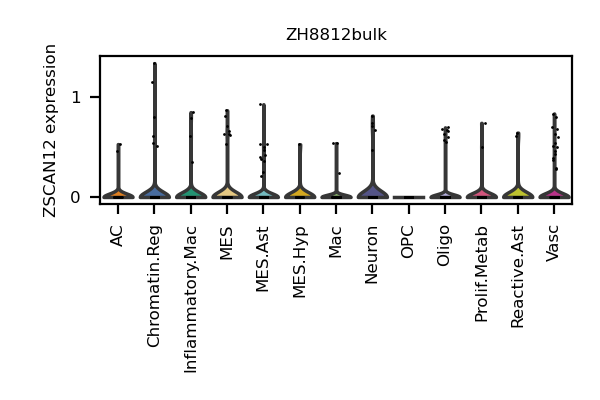 ZH8812bulk
ZSCAN12 expression
1
0
AC
Chromatin.Reg
Inflammatory.Mac
MES
MES.Ast
MES.Hyp
Mac
Neuron
OPC
Oligo
Prolif.Metab
Reactive.Ast
Vasc